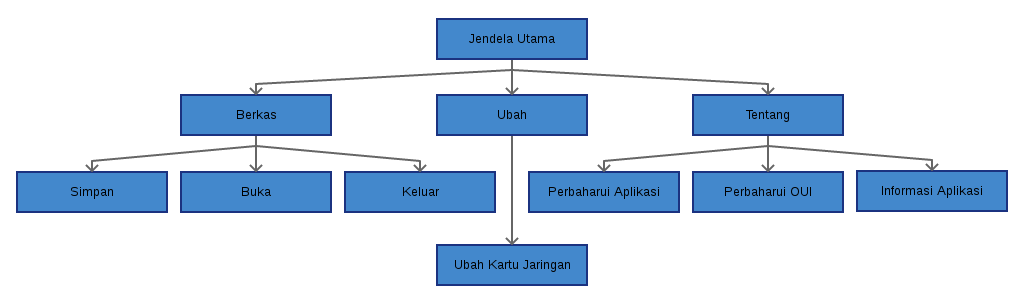 Jendela Utama
Berkas
Ubah
Tentang
Simpan
Buka
Keluar
Perbaharui Aplikasi
Perbaharui OUI
Informasi Aplikasi
Ubah Kartu Jaringan